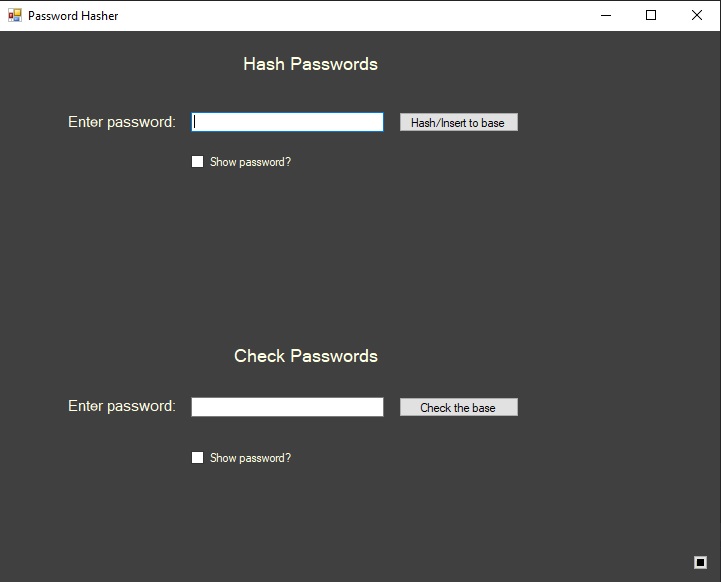 Password Hasher
Hash Passwords
Enter password:
Hash/Insert to base
Show password?
Check Passwords
Enter password:
Check the base
Show password?